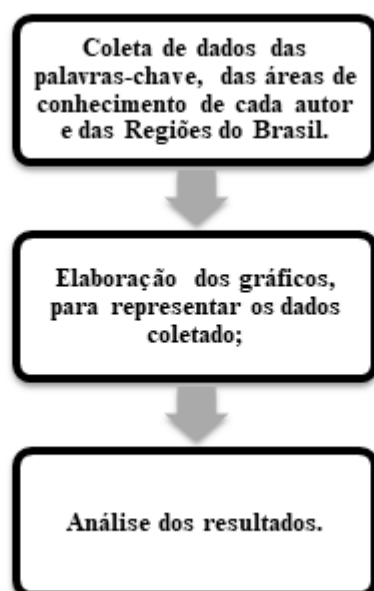 Coleta de dados das
palavras-chave, das áreas de
conhecimento de cada autor
e das Regiões do Brasil.
Elaboração dos gráficos,
para representar os dados
coletado;
Análise dos resultados.